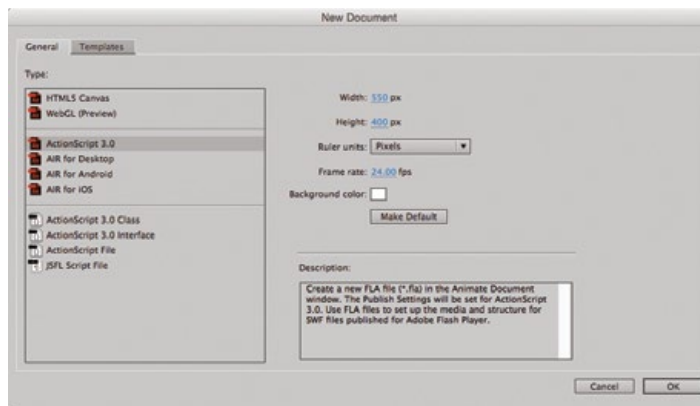 New Document
General
Templates
Type:
HTML5 Canvas
WebGL (Preview)
ActionScript 3.0
AIR for Desktop
AIR for Android
AIR for iOS
ActionScript 3.0 Class
ActionScript 3.0 Interface
ActionScript File
JSFL Script File
Width: 550 px
Height: 400 px
Ruler units: Pixels
Frame rate: 24.00 fps
Background color:
Make Default
Description:
Create a new FLA file (*.fla) in the Animate Document
window. The Publish Settings will be set for ActionScript
3.0. Use FLA files to set up the media and structure for
SWF files published for Adobe Flash Player.
Cancel
OK